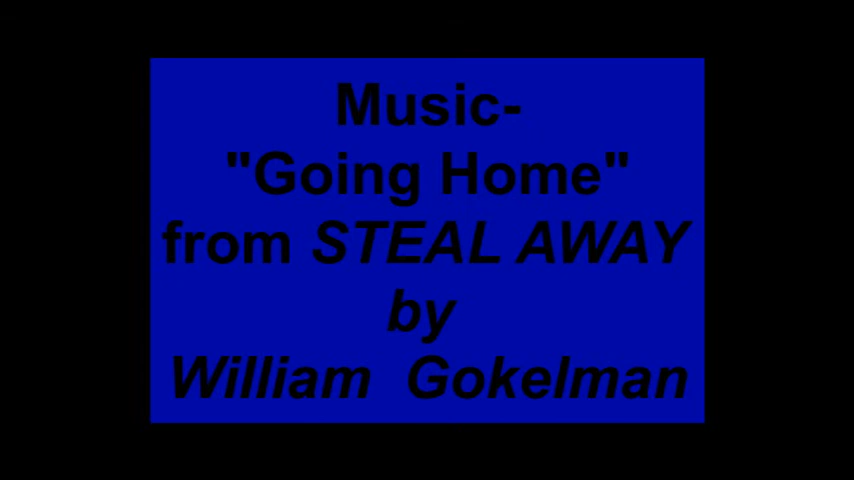 Music-
"Going Home"
from STEAL AWAY
by
William Gokelman